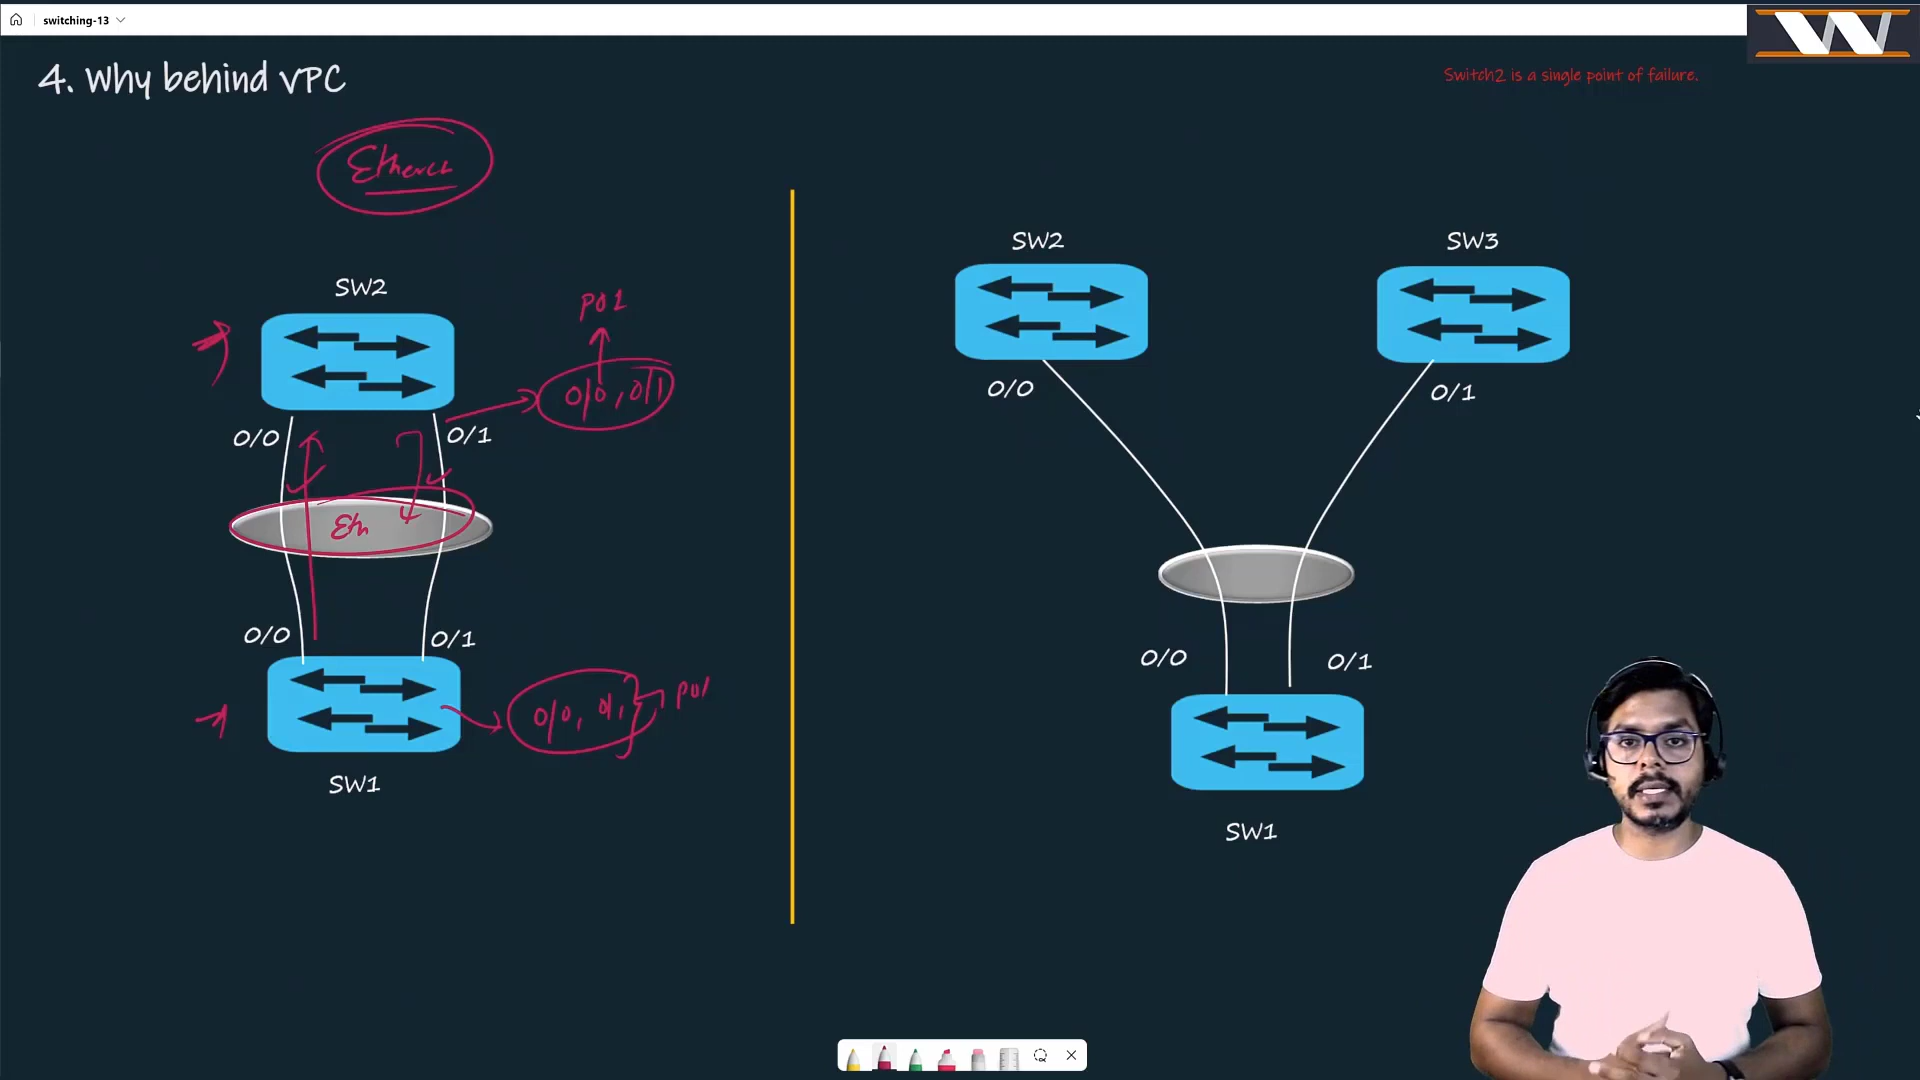 switching-13
4. Why behind VPC
Switch2 is a single point of failure.
Etherch
SW2
PO1
0/0, 0/1
0/0
0/1
Eth
0/0
0/1
0/0, 0/1
PO1
SW1
SW2
SW3
0/0
0/1
0/0
0/1
SW1